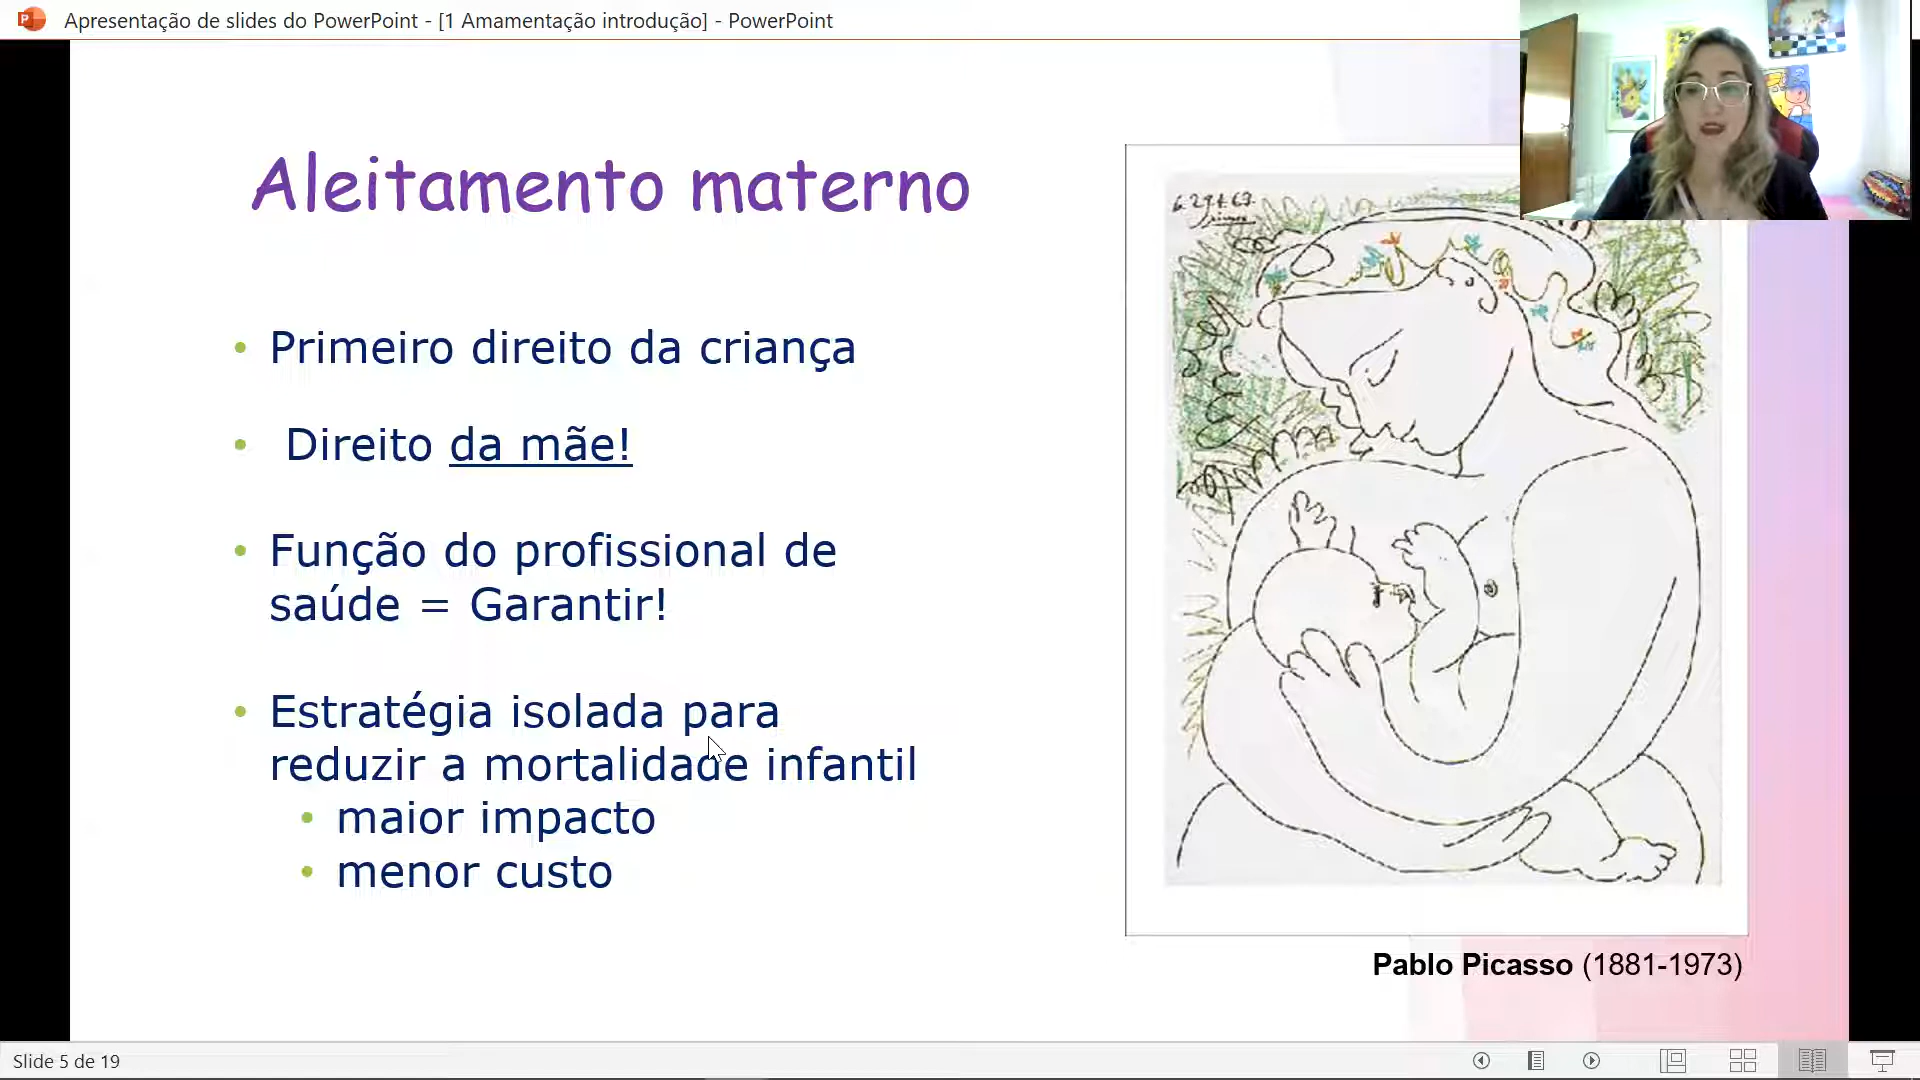 Apresentação de slides do PowerPoint - [1 Amamentação introdução] - PowerPoint
Aleitamento materno
• Primeiro direito da criança
• Direito da mãe!
• Função do profissional de
saúde = Garantir!
• Estratégia isolada para
reduzir a mortalidade infantil
• maior impacto
• menor custo
Pablo Picasso (1881-1973)
Slide 5 de 19